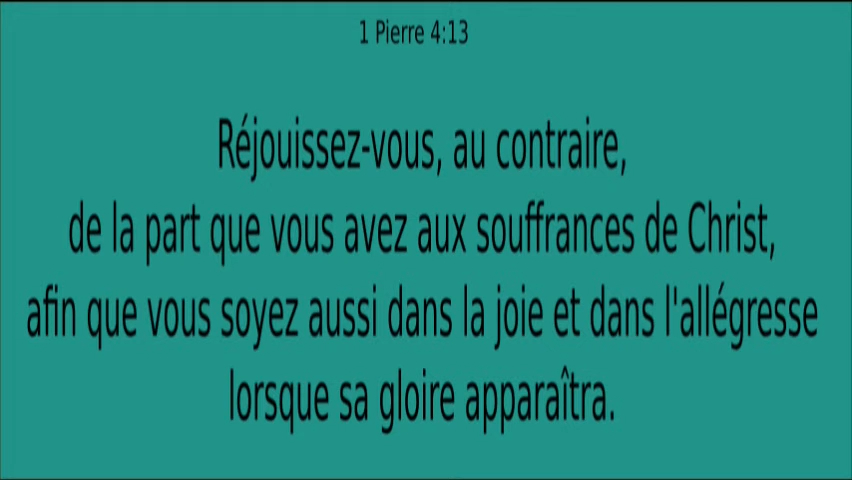 1 Pierre 4:13
Réjouissez-vous, au contraire,
de la part que vous avez aux souffrances de Christ,
afin que vous soyez aussi dans la joie et dans l'allégresse
lorsque sa gloire apparaîtra.